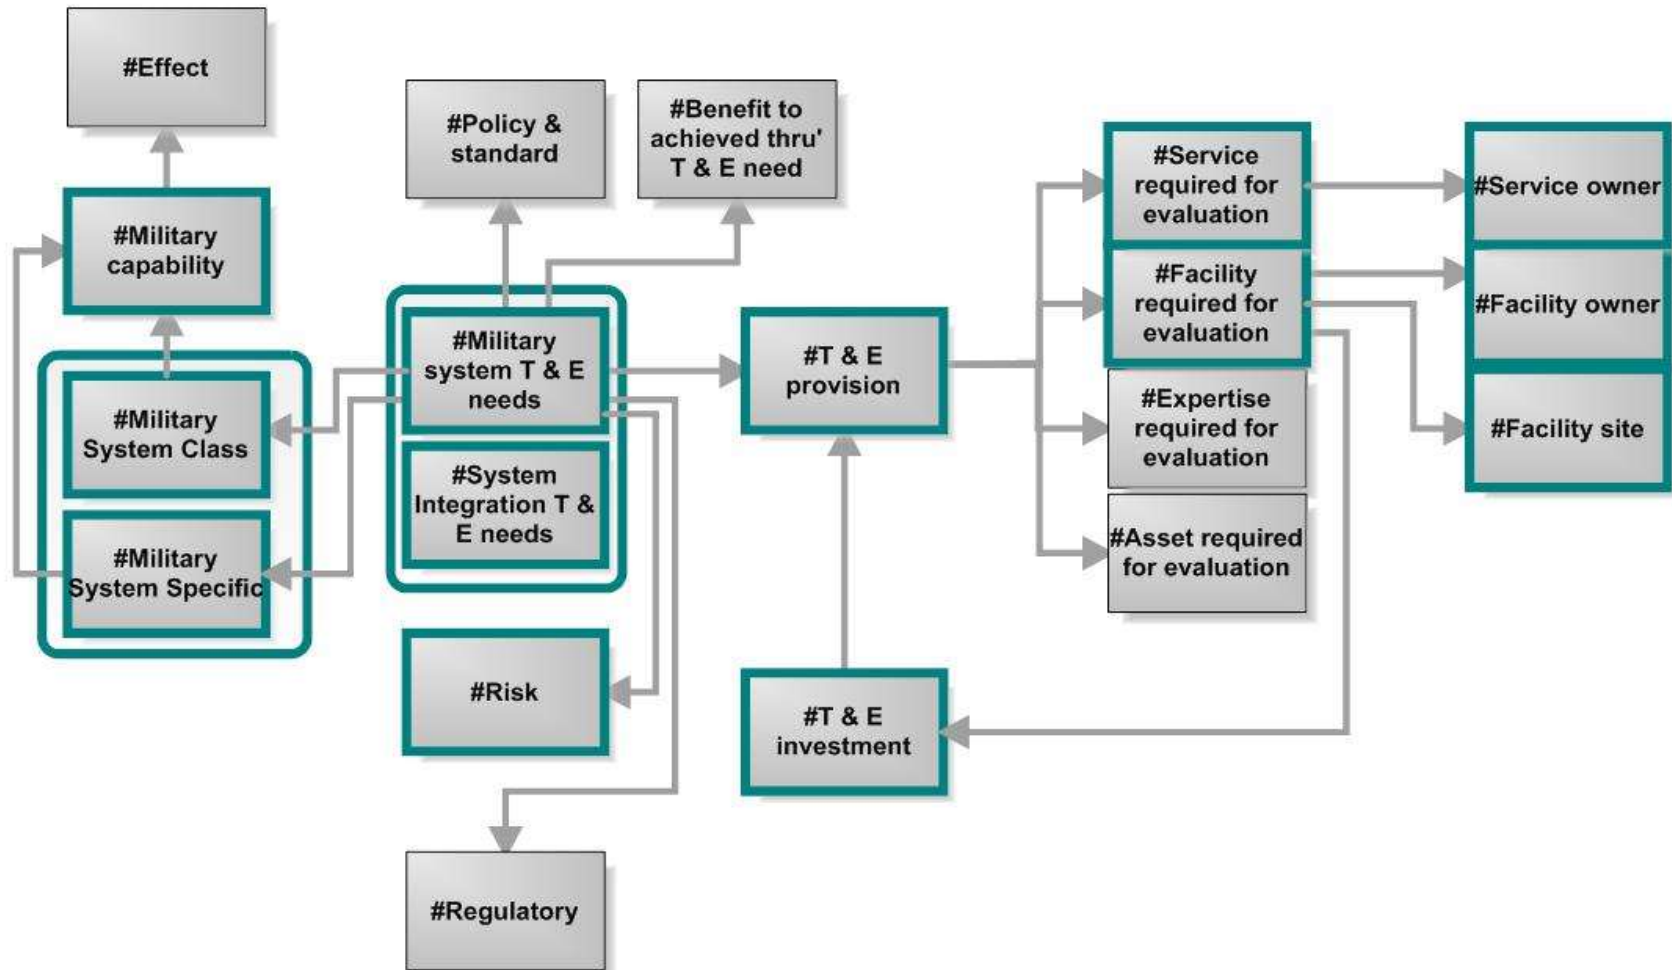 #Effect
#Policy &
standard
#Benefit to
achieved thru'
T & E need
#Service
required for
evaluation
#Service owner
#Military
capability
#Facility
required for
evaluation
#Facility owner
#Military
system T & E
needs
#T & E
provision
#Military
System Class
#Expertise
required for
evaluation
#Facility site
#System
Integration T &
E needs
#Military
System Specific
#Asset required
for evaluation
#Risk
#T & E
investment
#Regulatory